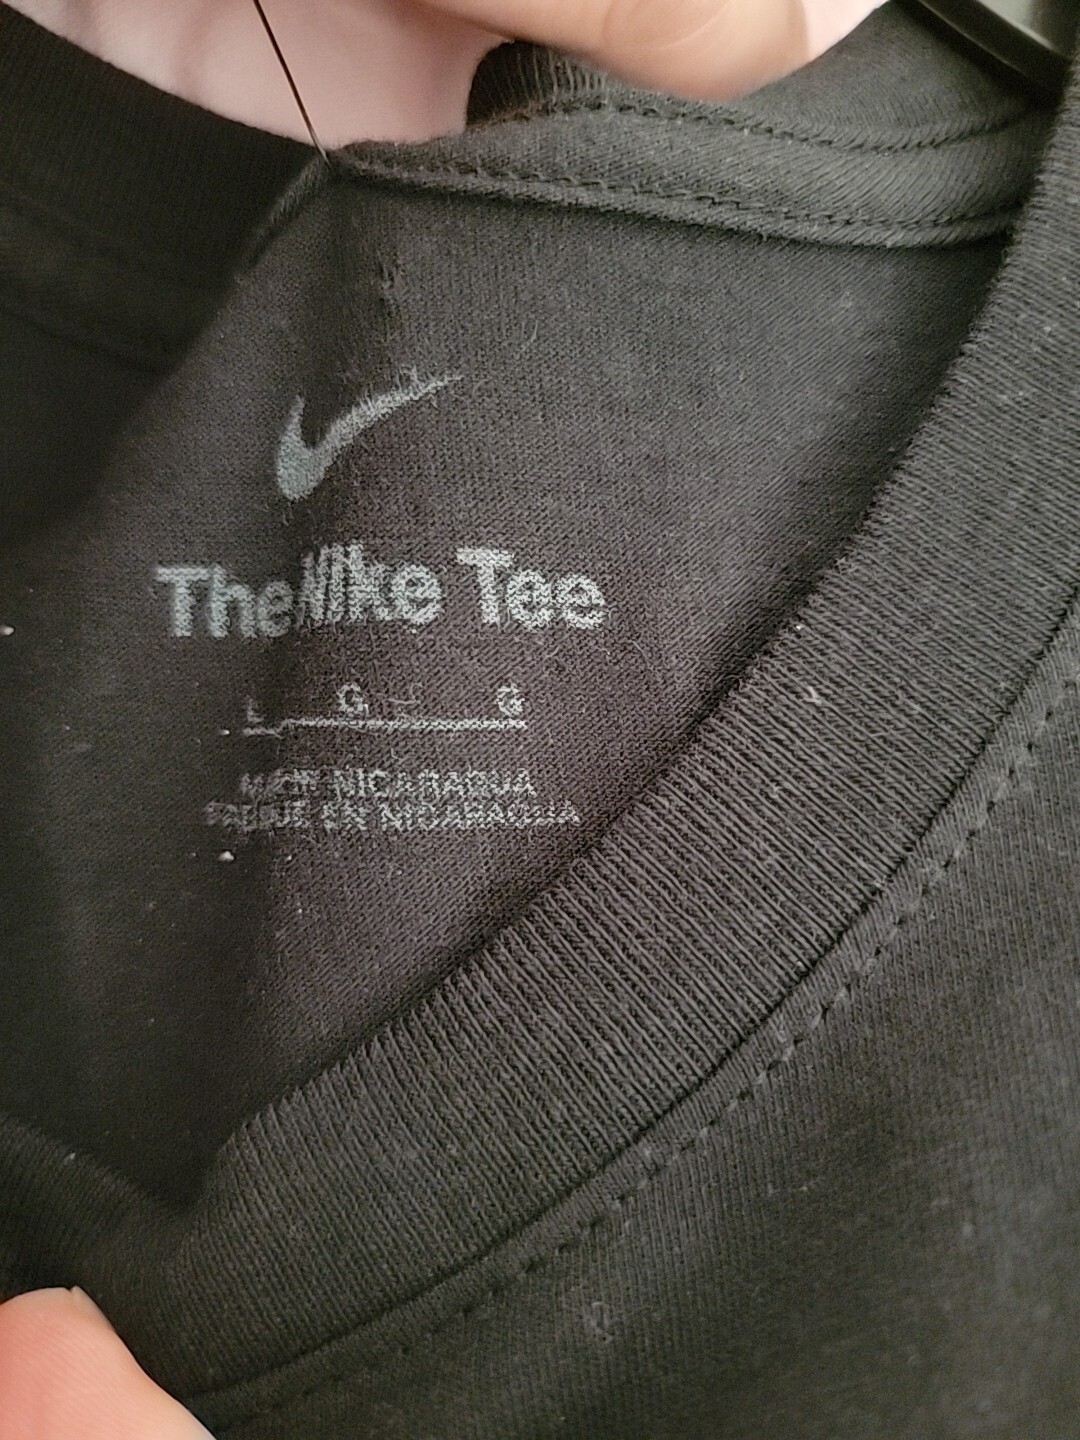 The Nike Tee
L G G
NICARAGUA
EN NICARAGUA